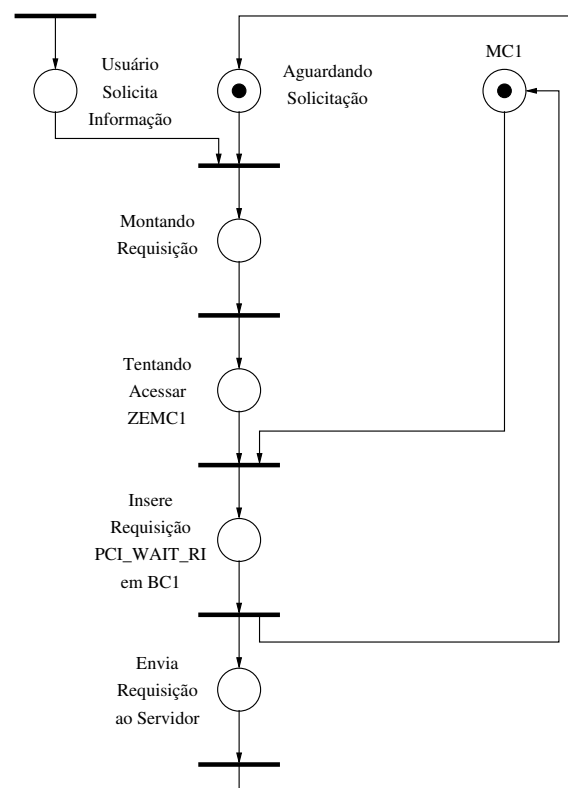 Usuário
Solicita
Informação
Aguardando
Solicitação
MC1
Montando
Requisição
Tentando
Acessar
ZEMC1
Insere
Requisição
PCI_WAIT_RI
em BC1
Envia
Requisição
ao Servidor